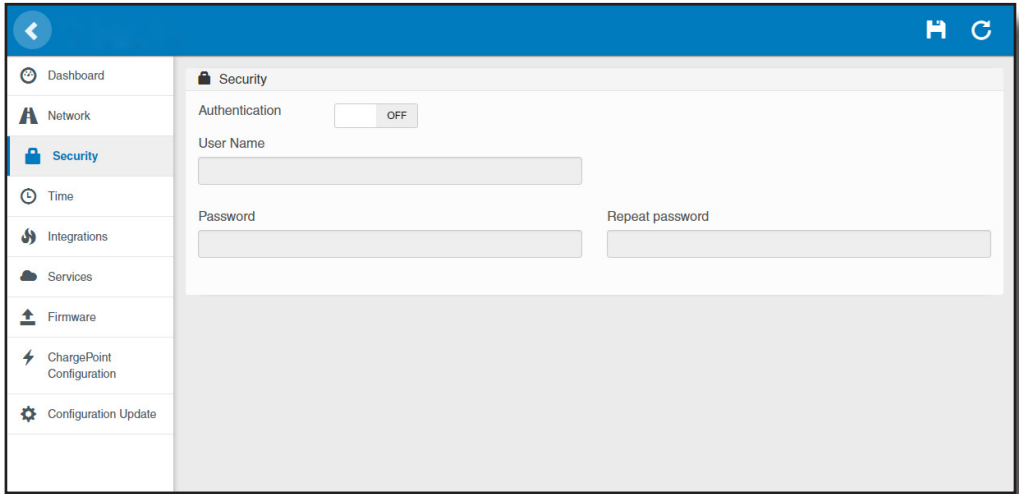 Dashboard
Network
Security
Time
Integrations
Services
Firmware
ChargePoint
Configuration
Configuration Update
Security
Authentication
OFF
User Name
Password
Repeat password